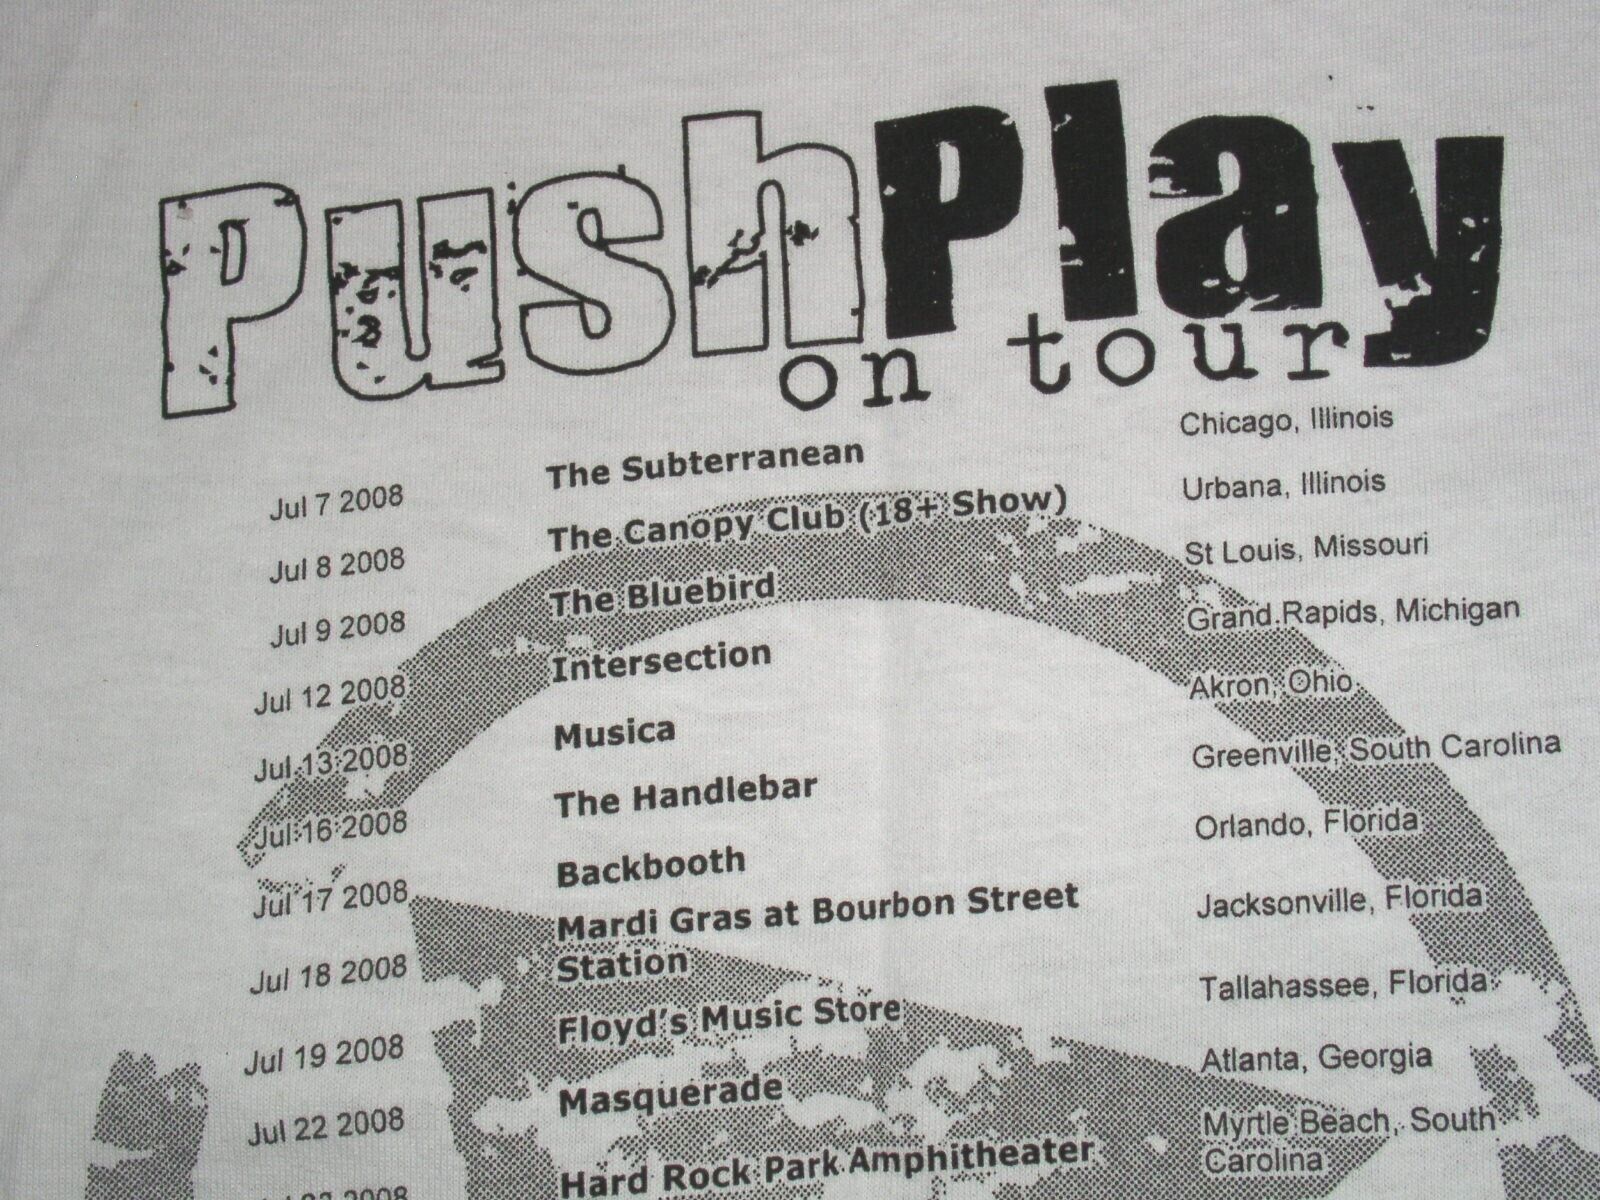 PushPlay
on tour
Jul 7 2008 The Subterranean Chicago, Illinois
Jul 8 2008 The Canopy Club (18+ Show) Urbana, Illinois
Jul 9 2008 The Bluebird St Louis, Missouri
Jul 12 2008 Intersection Grand Rapids, Michigan
Jul 13 2008 Musica Akron, Ohio
Jul 16 2008 The Handlebar Greenville, South Carolina
Jul 17 2008 Backbooth Orlando, Florida
Jul 18 2008 Mardi Gras at Bourbon Street Jacksonville, Florida
Station
Jul 19 2008 Floyd's Music Store Tallahassee, Florida
Jul 22 2008 Masquerade Atlanta, Georgia
Jul 23 2008 Hard Rock Park Amphitheater Myrtle Beach, South
Carolina